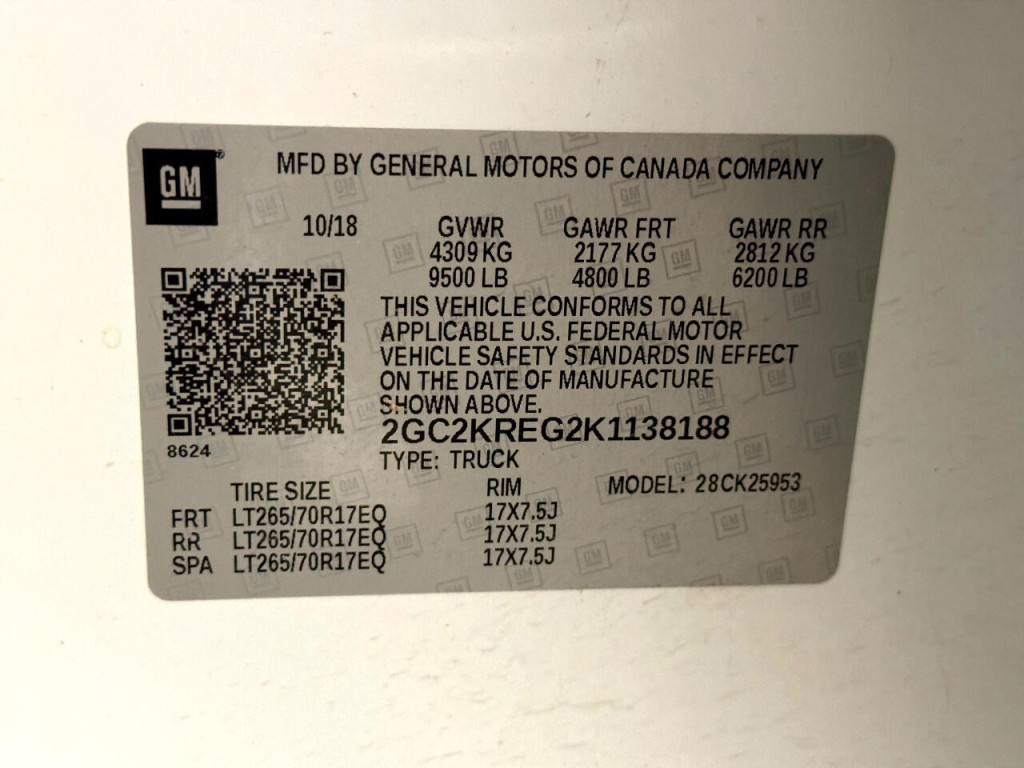 GM
MFD BY GENERAL MOTORS OF CANADA COMPANY
10/18 GVWR GAWR FRT GAWR RR
4309 KG 2177 KG 2812 KG
9500 LB 4800 LB 6200 LB
THIS VEHICLE CONFORMS TO ALL
APPLICABLE U.S. FEDERAL MOTOR
VEHICLE SAFETY STANDARDS IN EFFECT
ON THE DATE OF MANUFACTURE
SHOWN ABOVE.
2GC2KREG2K1138188
8624
TYPE: TRUCK
TIRE SIZE RIM MODEL: 28CK25953
FRT LT265/70R17EQ 17X7.5J
RR LT265/70R17EQ 17X7.5J
SPA LT265/70R17EQ 17X7.5J